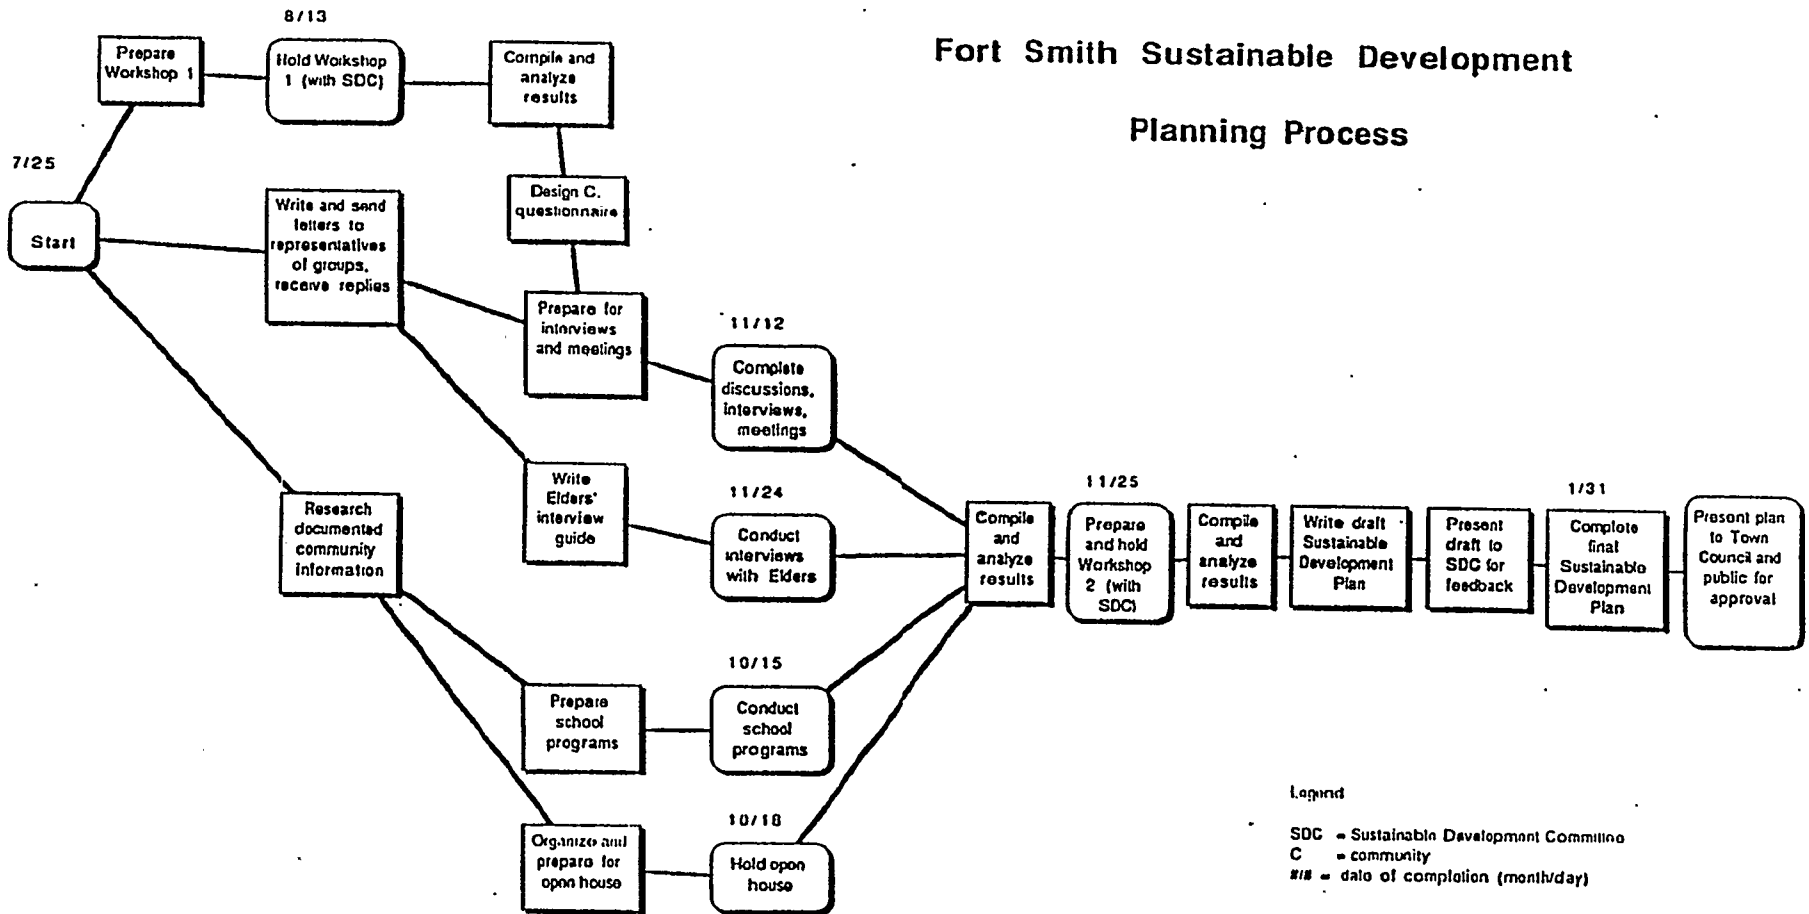 Fort Smith Sustainable Development
Planning Process
7/25
Start
Prepare
Workshop 1
8/13
Hold Workshop
1 (with SDC)
Compile and
analyze
results
Design C.
questionnaire
Write and send
letters to
representatives
of groups,
receive replies
Prepare for
interviews
and meetings
11/12
Complete
discussions,
interviews,
meetings
Write
Elders'
interview
guide
11/24
Conduct
interviews
with Elders
Research
documented
community
information
Prepare
school
programs
10/15
Conduct
school
programs
Organize and
prepare for
open house
10/18
Hold open
house
Compile
and
analyze
results
11/25
Prepare
and hold
Workshop
2 (with
SDC)
Compile
and
analyze
results
Write draft
Sustainable
Development
Plan
Present
draft to
SDC for
feedback
1/31
Complete
final
Sustainable
Development
Plan
Present plan
to Town
Council and
public for
approval
Legend
SDC = Sustainable Development Committee
C = community
#/# = date of completion (month/day)